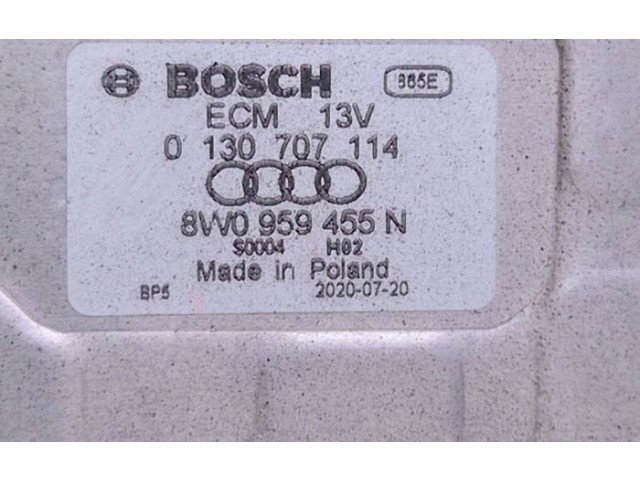 BOSCH 865E
ECM 13V
0 130 707 114
8W0 959 455 N
S0004 H02
Made in Poland
BP5 2020-07-20